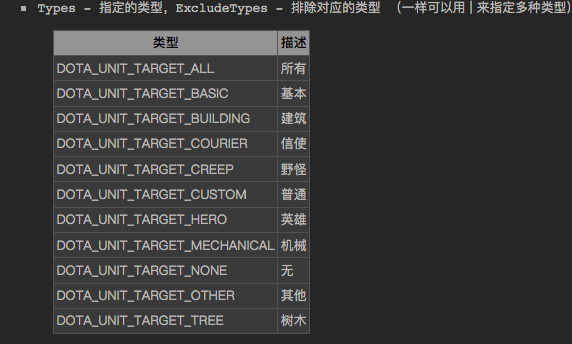 Types - 指定的类型, ExcludeTypes - 排除对应的类型 （一样可以用 | 来指定多种类型)
类型 描述
DOTA_UNIT_TARGET_ALL 所有
DOTA_UNIT_TARGET_BASIC 基本
DOTA_UNIT_TARGET_BUILDING 建筑
DOTA_UNIT_TARGET_COURIER 信使
DOTA_UNIT_TARGET_CREEP 野怪
DOTA_UNIT_TARGET_CUSTOM 普通
DOTA_UNIT_TARGET_HERO 英雄
DOTA_UNIT_TARGET_MECHANICAL 机械
DOTA_UNIT_TARGET_NONE 无
DOTA_UNIT_TARGET_OTHER 其他
DOTA_UNIT_TARGET_TREE 树木